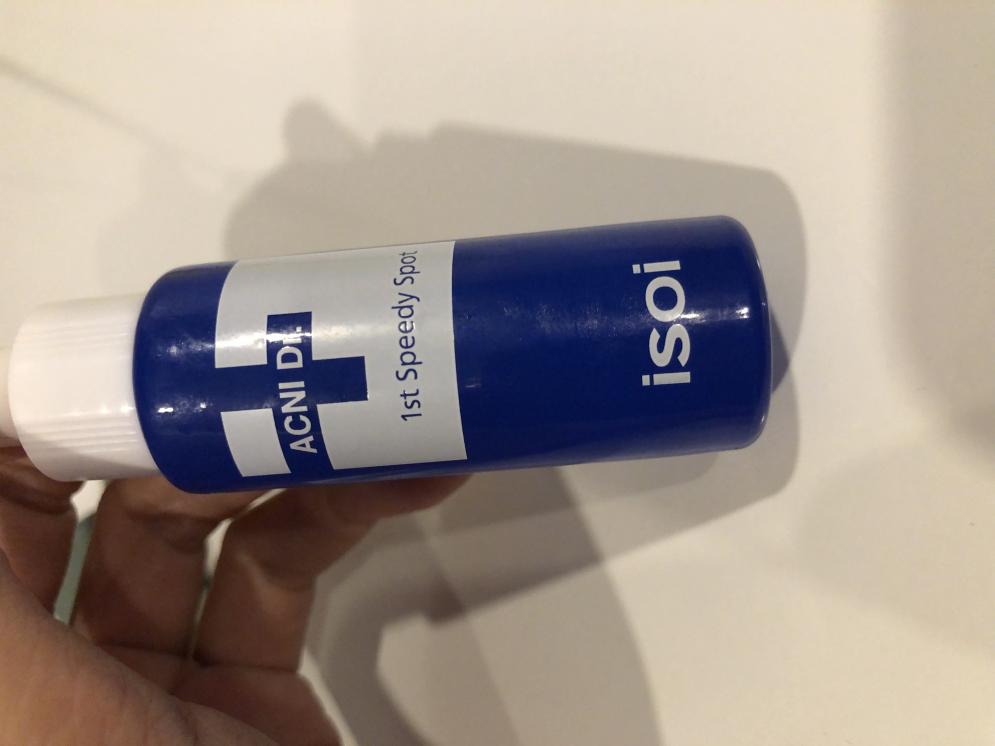 ACNI Dr.
1st Speedy Spot
isoi